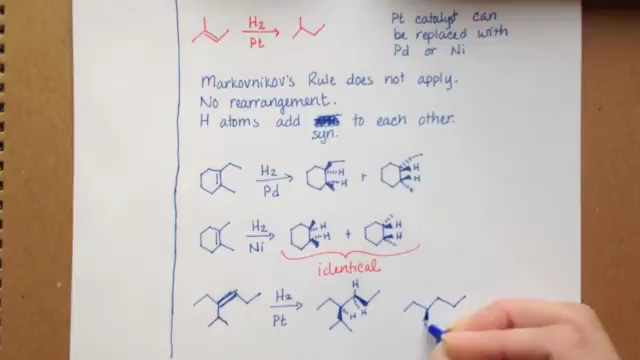 H2
Pt
Pt catalyst can
be replaced with
Pd or Ni
Markovnikov's Rule does not apply.
No rearrangement.
H atoms add to each other.
syn.
H2
Pd
H
H
r
H
H
H2
Ni
H
H
+
H
H
identical
H2
Pt
H
H
H